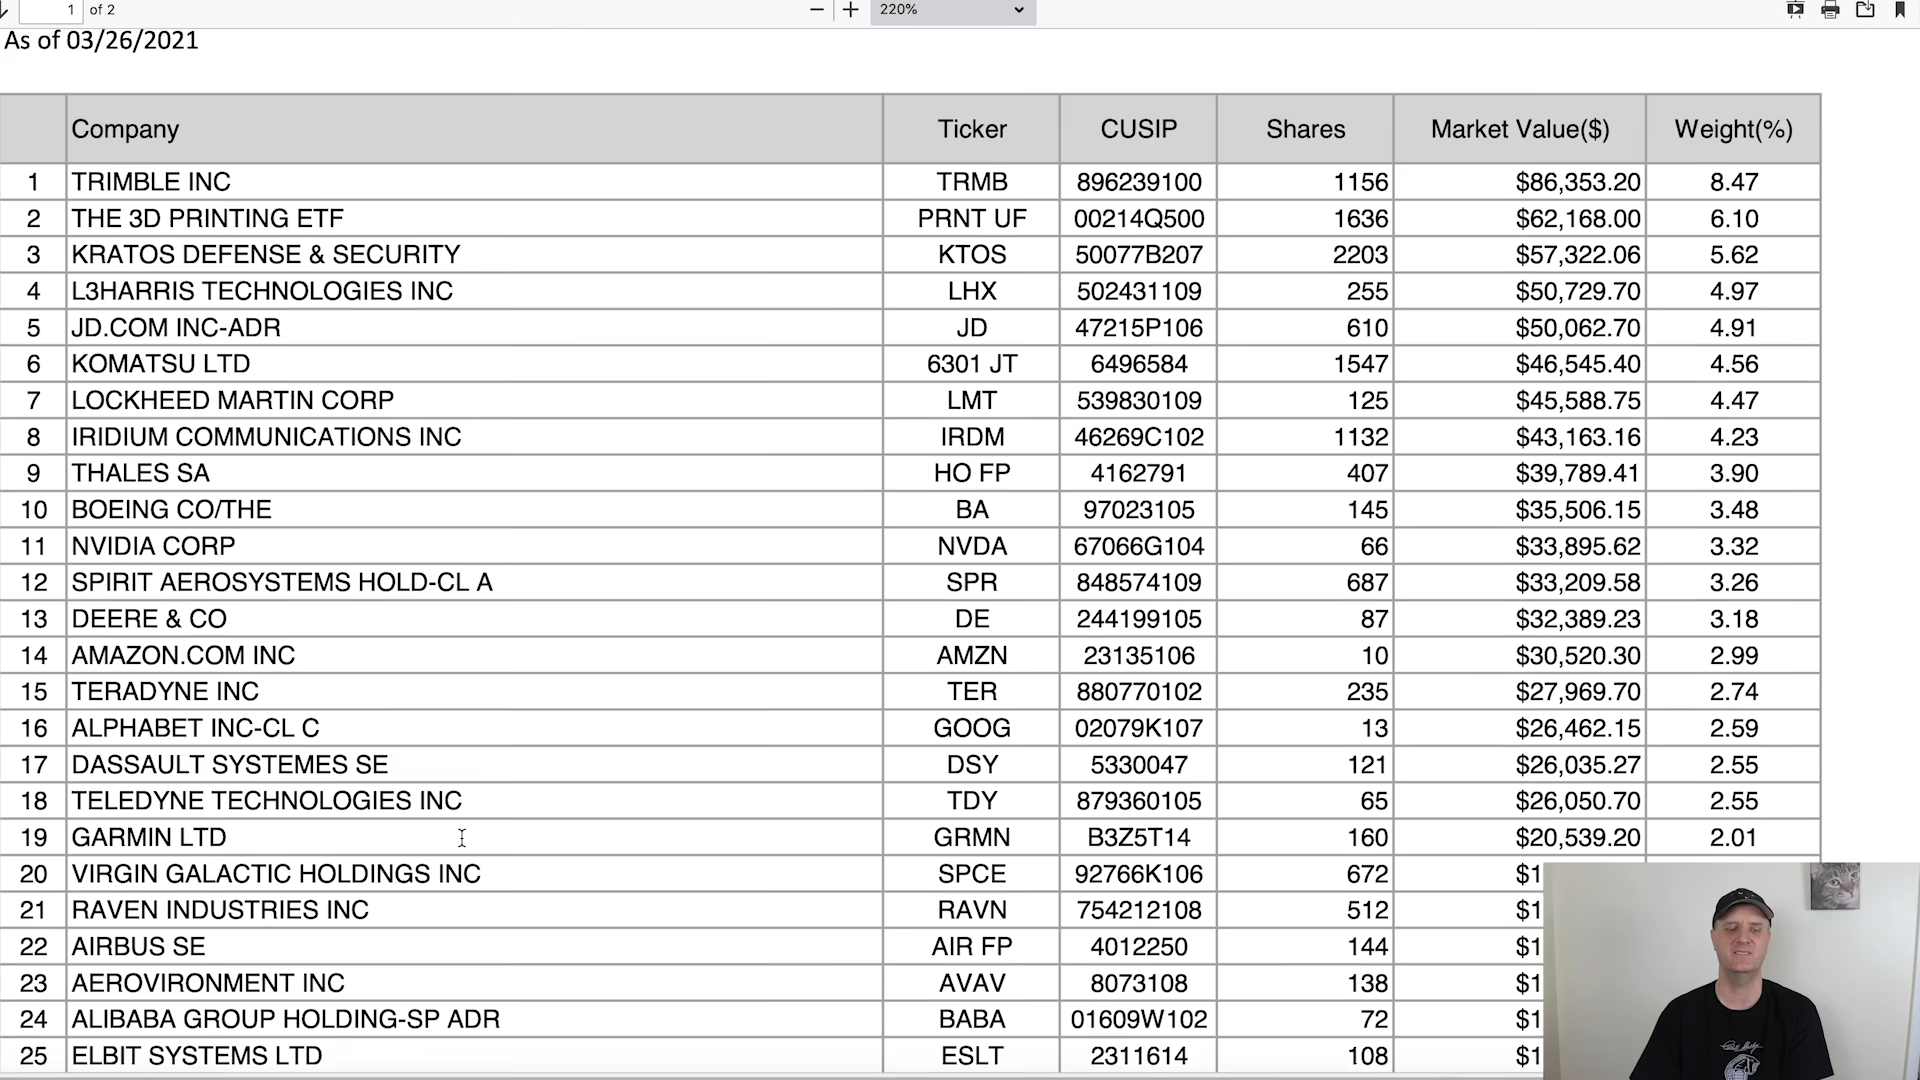 1 of 2 220%
As of 03/26/2021
Company Ticker CUSIP Shares Market Value($) Weight(%)
1 TRIMBLE INC TRMB 896239100 1156 $86,353.20 8.47
2 THE 3D PRINTING ETF PRNT UF 00214Q500 1636 $62,168.00 6.10
3 KRATOS DEFENSE & SECURITY KTOS 50077B207 2203 $57,322.06 5.62
4 L3HARRIS TECHNOLOGIES INC LHX 502431109 255 $50,729.70 4.97
5 JD.COM INC-ADR JD 47215P106 610 $50,062.70 4.91
6 KOMATSU LTD 6301 JT 6496584 1547 $46,545.40 4.56
7 LOCKHEED MARTIN CORP LMT 539830109 125 $45,588.75 4.47
8 IRIDIUM COMMUNICATIONS INC IRDM 46269C102 1132 $43,163.16 4.23
9 THALES SA HO FP 4162791 407 $39,789.41 3.90
10 BOEING CO/THE BA 97023105 145 $35,506.15 3.48
11 NVIDIA CORP NVDA 67066G104 66 $33,895.62 3.32
12 SPIRIT AEROSYSTEMS HOLD-CL A SPR 848574109 687 $33,209.58 3.26
13 DEERE & CO DE 244199105 87 $32,389.23 3.18
14 AMAZON.COM INC AMZN 23135106 10 $30,520.30 2.99
15 TERADYNE INC TER 880770102 235 $27,969.70 2.74
16 ALPHABET INC-CL C GOOG 02079K107 13 $26,462.15 2.59
17 DASSAULT SYSTEMES SE DSY 5330047 121 $26,035.27 2.55
18 TELEDYNE TECHNOLOGIES INC TDY 879360105 65 $26,050.70 2.55
19 GARMIN LTD GRMN B3Z5T14 160 $20,539.20 2.01
20 VIRGIN GALACTIC HOLDINGS INC SPCE 92766K106 672 $1
21 RAVEN INDUSTRIES INC RAVN 754212108 512 $1
22 AIRBUS SE AIR FP 4012250 144 $1
23 AEROVIRONMENT INC AVAV 8073108 138 $1
24 ALIBABA GROUP HOLDING-SP ADR BABA 01609W102 72 $1
25 ELBIT SYSTEMS LTD ESLT 2311614 108 $1